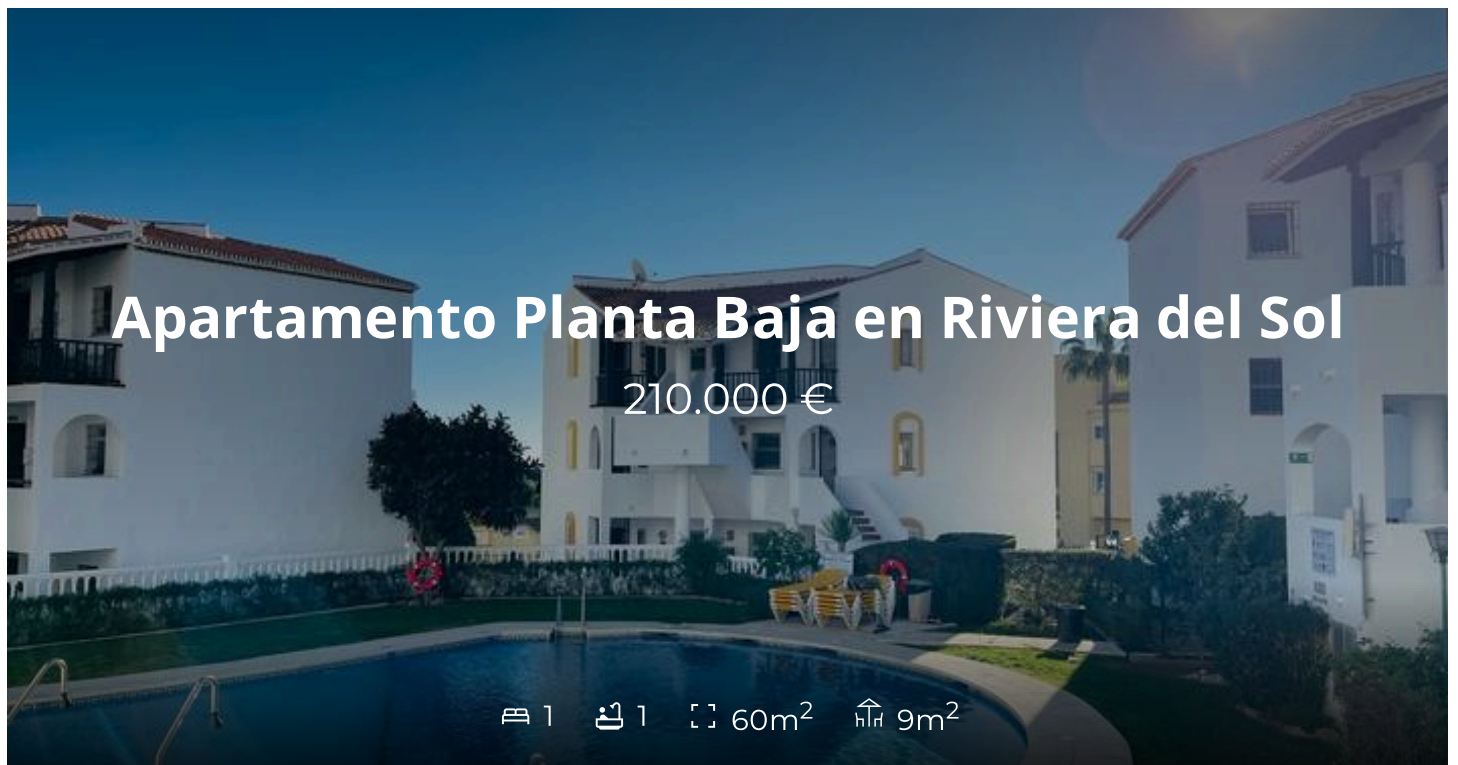 Apartamento Planta Baja en Riviera del Sol
210.000 €
1 1 60m² 9m²